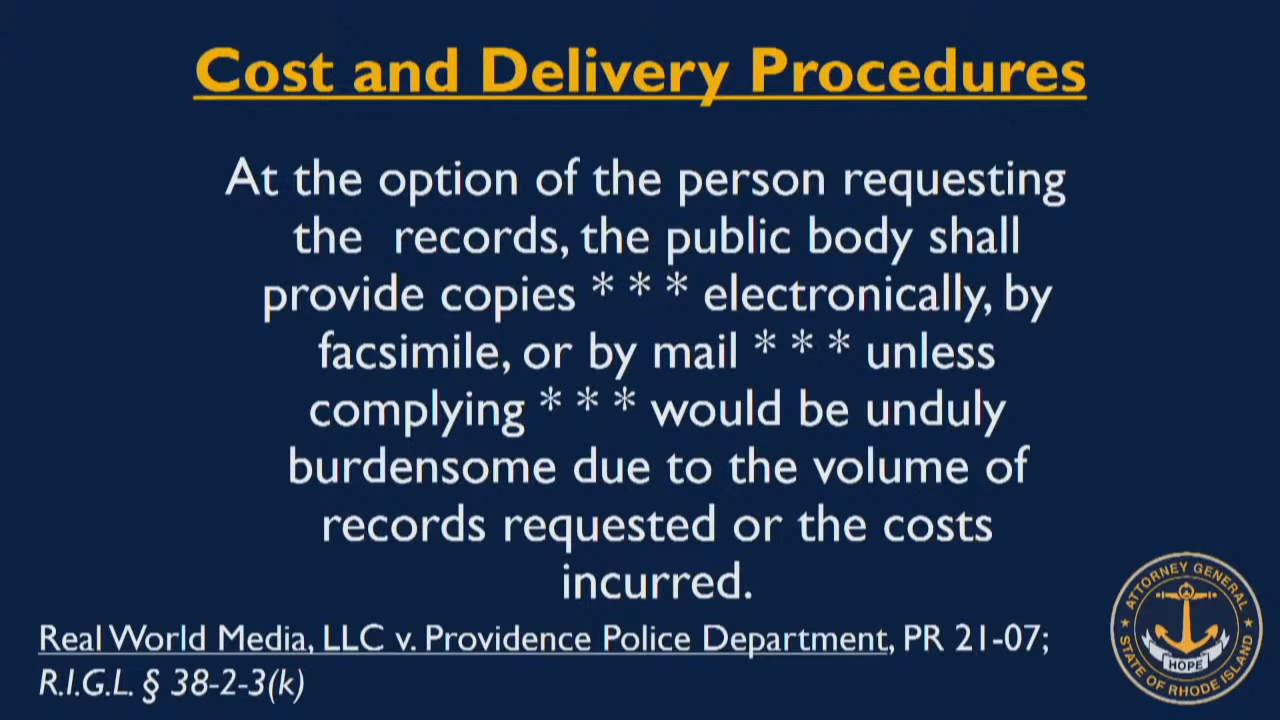 Cost and Delivery Procedures
At the option of the person requesting
the records, the public body shall
provide copies * * * electronically, by
facsimile, or by mail * * * unless
complying * * * would be unduly
burdensome due to the volume of
records requested or the costs
incurred.
Real World Media, LLC v. Providence Police Department, PR 21-07;
R.I.G.L. § 38-2-3(k)
ATTORNEY GENERAL
HOPE
STATE OF RHODE ISLAND